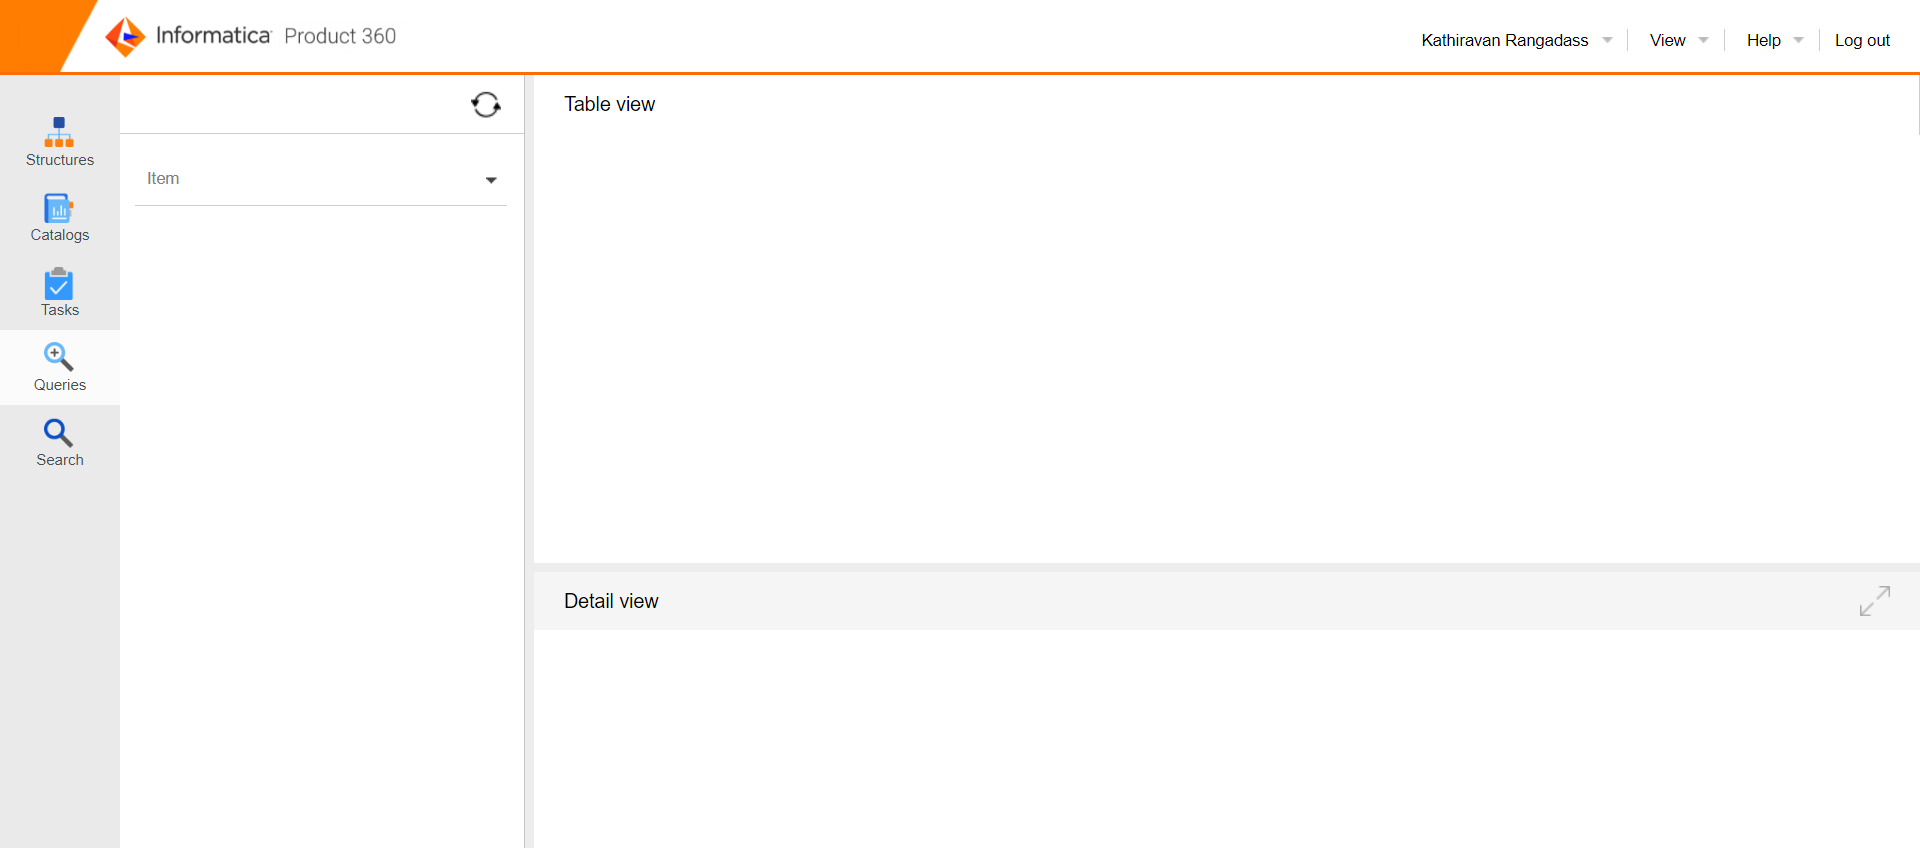 Informatica Product 360
Kathiravan Rangadass View Help Log out
Structures
Catalogs
Tasks
Queries
Search
Item
Table view
Detail view